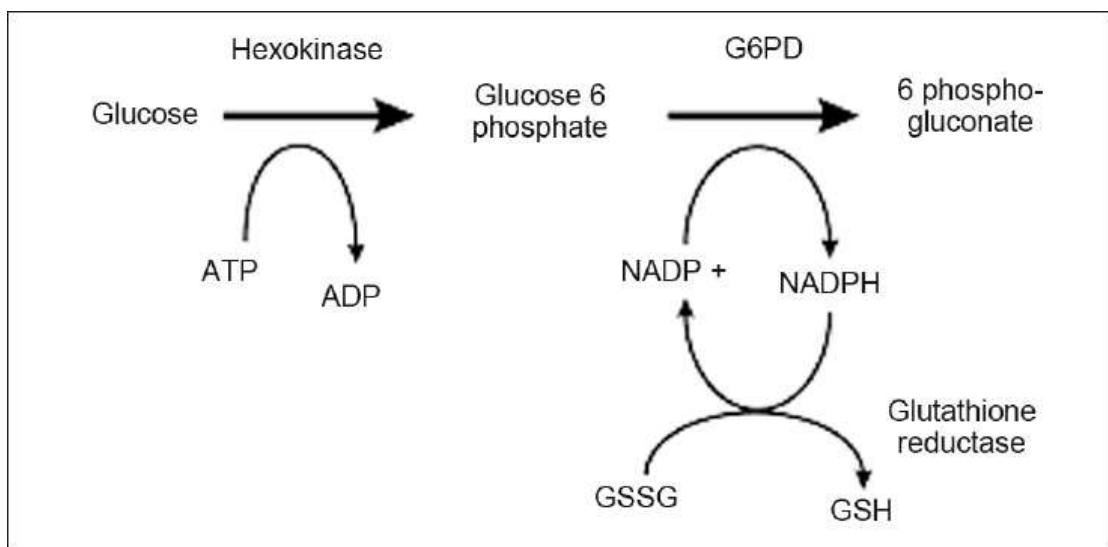 Hexokinase
G6PD
Glucose
Glucose 6
phosphate
6 phospho-
gluconate
ATP
ADP
NADP +
NADPH
Glutathione
reductase
GSSG
GSH